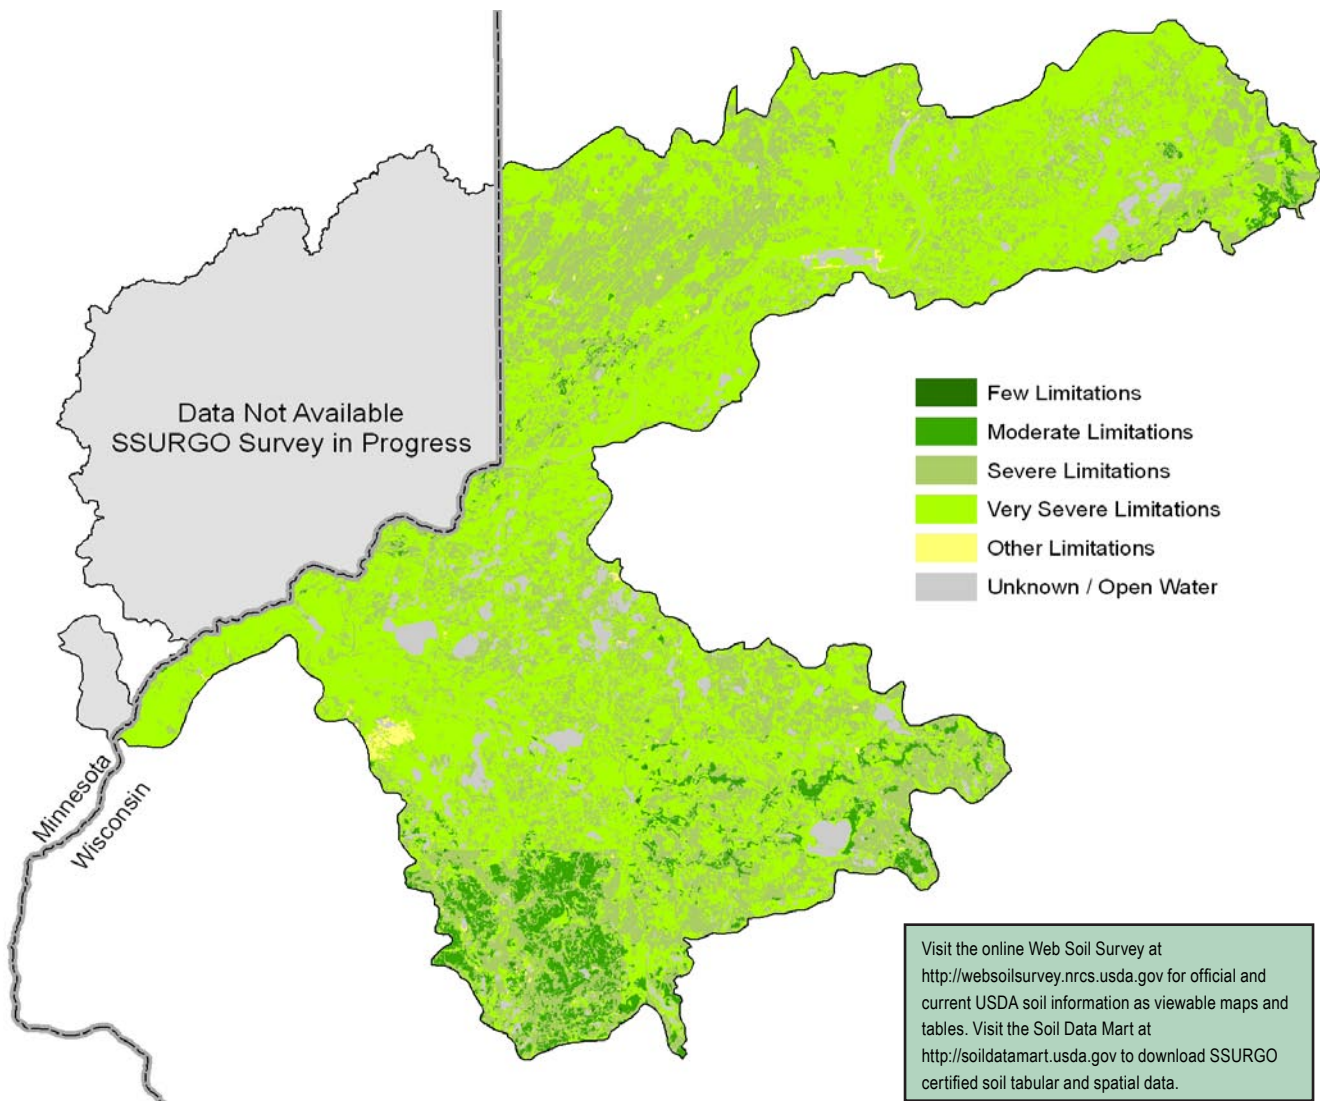 Data Not Available
SSURGO Survey in Progress
Few Limitations
Moderate Limitations
Severe Limitations
Very Severe Limitations
Other Limitations
Unknown / Open Water
Minnesota
Wisconsin
Visit the online Web Soil Survey at
http://websoilsurvey.nrcs.usda.gov for official and
current USDA soil information as viewable maps and
tables. Visit the Soil Data Mart at
http://soildatamart.usda.gov to download SSURGO
certified soil tabular and spatial data.